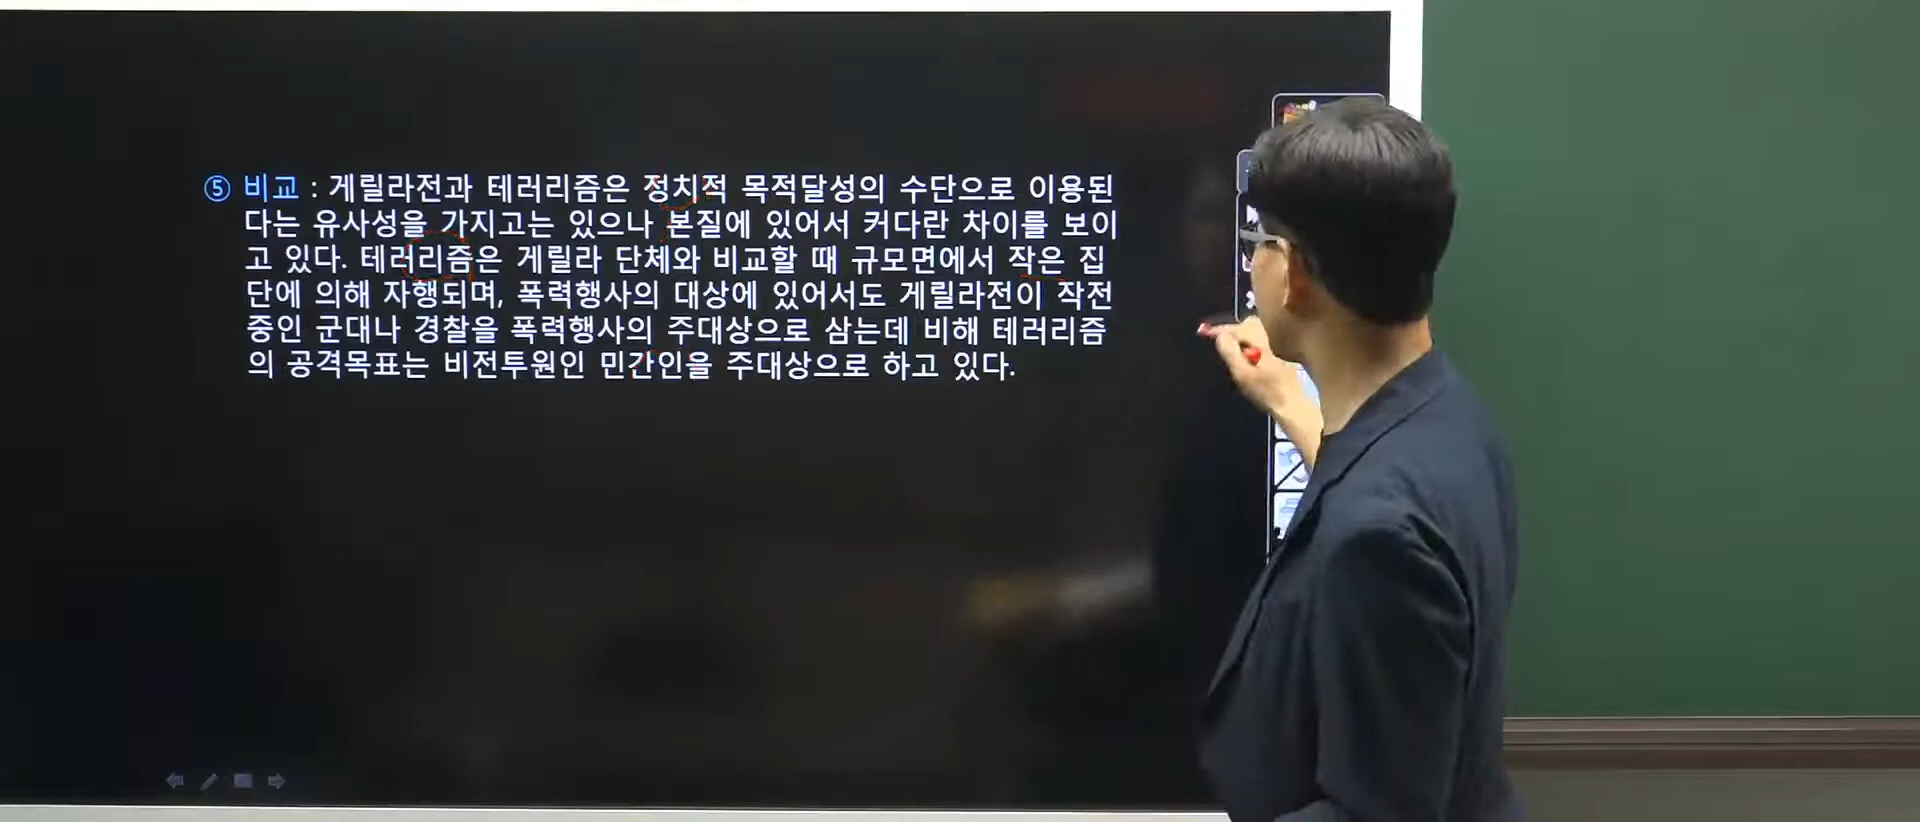 ⑤ 비교 : 게릴라전과 테러리즘은 정치적 목적달성의 수단으로 이용된
다는 유사성을 가지고는 있으나 본질에 있어서 커다란 차이를 보이
고 있다. 테러리즘은 게릴라 단체와 비교할 때 규모면에서 작은 집
단에 의해 자행되며, 폭력행사의 대상에 있어서도 게릴라전이 작전
중인 군대나 경찰을 폭력행사의 주대상으로 삼는데 비해 테러리즘
의 공격목표는 비전투원인 민간인을 주대상으로 하고 있다.